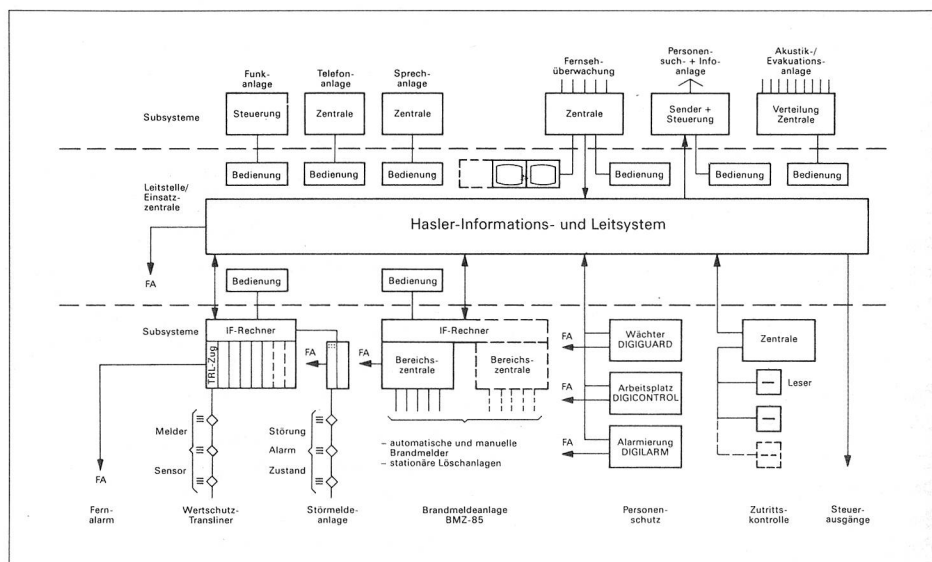 Funk-
anlage
Telefon-
anlage
Sprech-
anlage
Fernseh-
überwachung
Personen-
such- + Info-
anlage
Akustik-/
Evakuations-
anlage
Subsysteme
Steuerung
Zentrale
Zentrale
Zentrale
Sender +
Steuerung
Verteilung
Zentrale
Leitstelle/
Einsatz-
zentrale
Bedienung
Bedienung
Bedienung
Bedienung
Bedienung
Bedienung
Hasler-Informations- und Leitsystem
FA
Bedienung
Bedienung
Subsysteme
IF-Rechner
TRL-Zug
FA
FA
IF-Rechner
Bereichs-
zentrale
Bereichs-
zentrale
FA
Wächter
DIGIGUARD
FA
Arbeitsplatz
DIGICONTROL
FA
Alarmierung
DIGILARM
Zentrale
Leser
Melder
Sensor
Störung
Alarm
Zustand
– automatische und manuelle
Brandmelder
– stationäre Löschanlagen
FA
Fern-
alarm
Wertschutz-
Transliner
Störmelde-
anlage
Brandmeldeanlage
BMZ-85
Personen-
schutz
Zutritts-
kontrolle
Steuer-
ausgänge